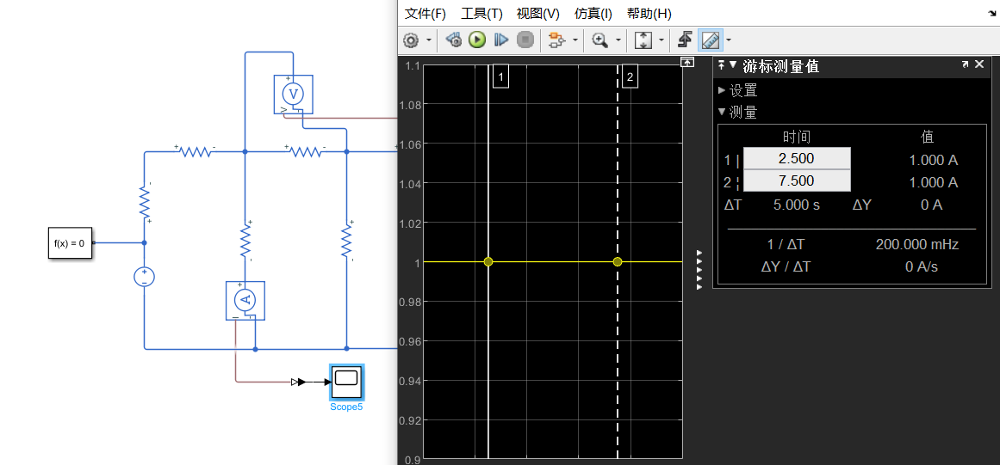 文件(F) 工具(T) 视图(V) 仿真(I) 帮助(H)
1.1
1.08
1.06
1.04
1.02
1
0.98
0.96
0.94
0.92
0.9
1
2
游标测量值
设置
测量
时间 值
1 | 2.500 1.000 A
2 ¦ 7.500 1.000 A
ΔT 5.000 s ΔY 0 A
1 / ΔT 200.000 mHz
ΔY / ΔT 0 A/s
V
+
-
V
+ -
+ -
+
-
+
-
+
-
+
f(x) = 0
+
-
+
A
I
-
Scope5